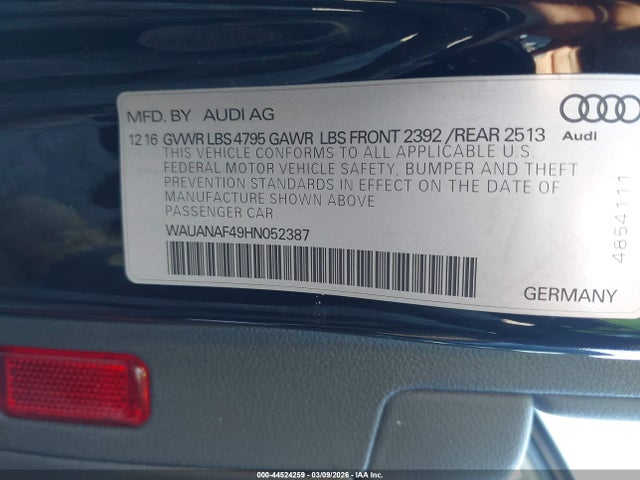 MFD. BY AUDI AG
12 16 GVWR LBS 4795 GAWR LBS FRONT 2392 /REAR 2513
Audi
THIS VEHICLE CONFORMS TO ALL APPLICABLE U.S.
FEDERAL MOTOR VEHICLE SAFETY, BUMPER AND THEFT
PREVENTION STANDARDS IN EFFECT ON THE DATE OF
MANUFACTURE SHOWN ABOVE
PASSENGER CAR
WAUANAF49HN052387
4854111
GERMANY
000-44524259 | 03/09/2026 - COPART: IAA